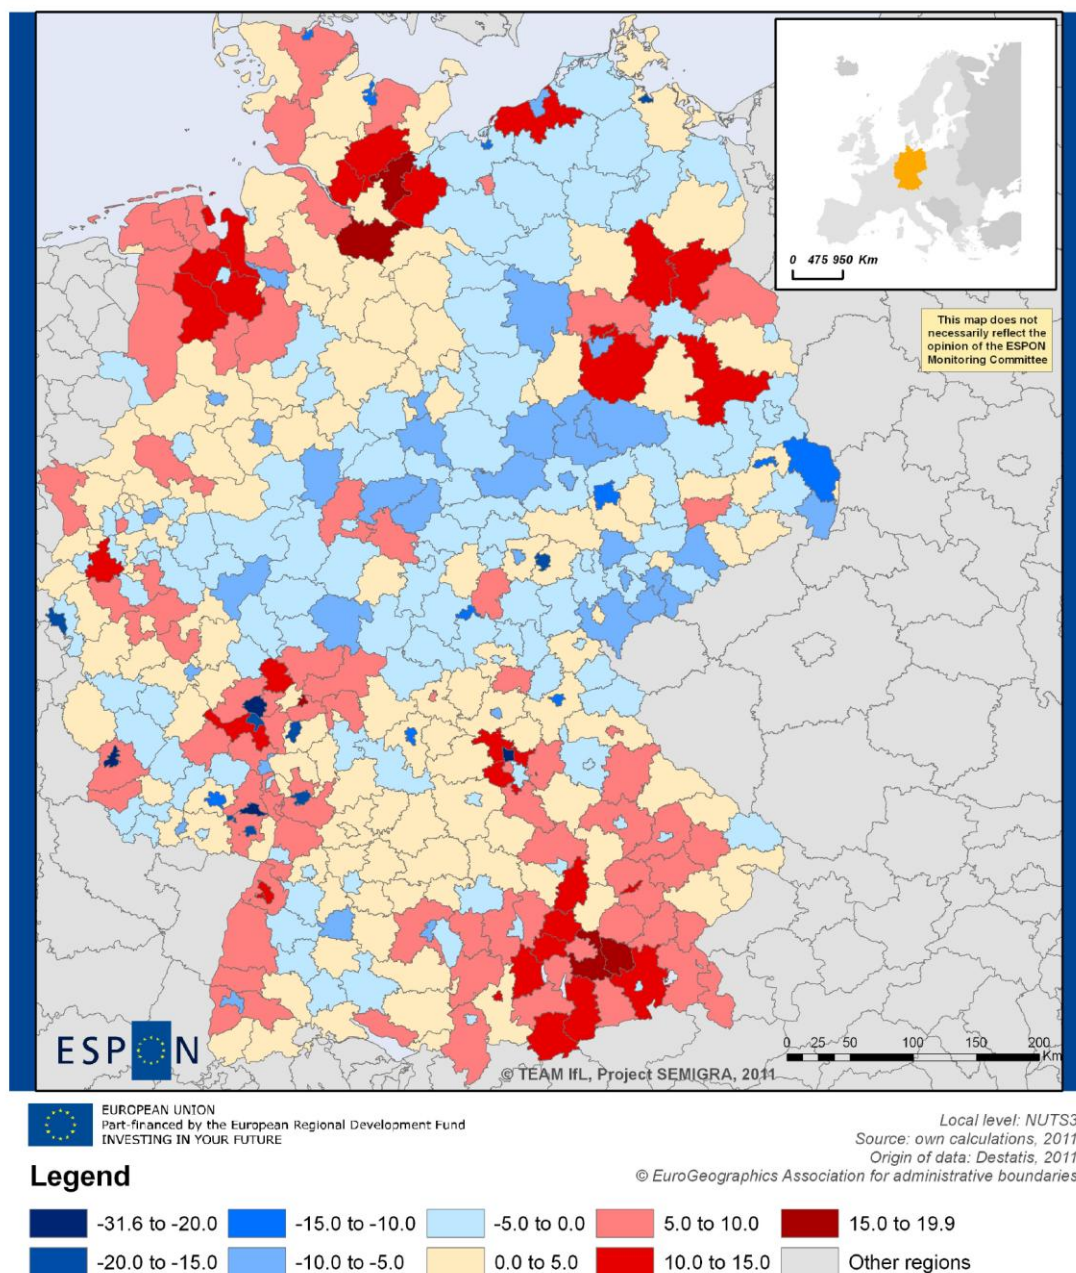 0 475 950 Km
This map does not
necessarily reflect the
opinion of the ESPON
Monitoring Committee
ESPON
0 25 50 100 150 200
Km
© TEAM IfL, Project SEMIGRA, 2011
EUROPEAN UNION
Part-financed by the European Regional Development Fund
INVESTING IN YOUR FUTURE
Local level: NUTS3
Source: own calculations, 2011
Origin of data: Destatis, 2011
© EuroGeographics Association for administrative boundaries
Legend
-31.6 to -20.0 -15.0 to -10.0 -5.0 to 0.0 5.0 to 10.0 15.0 to 19.9
-20.0 to -15.0 -10.0 to -5.0 0.0 to 5.0 10.0 to 15.0 Other regions